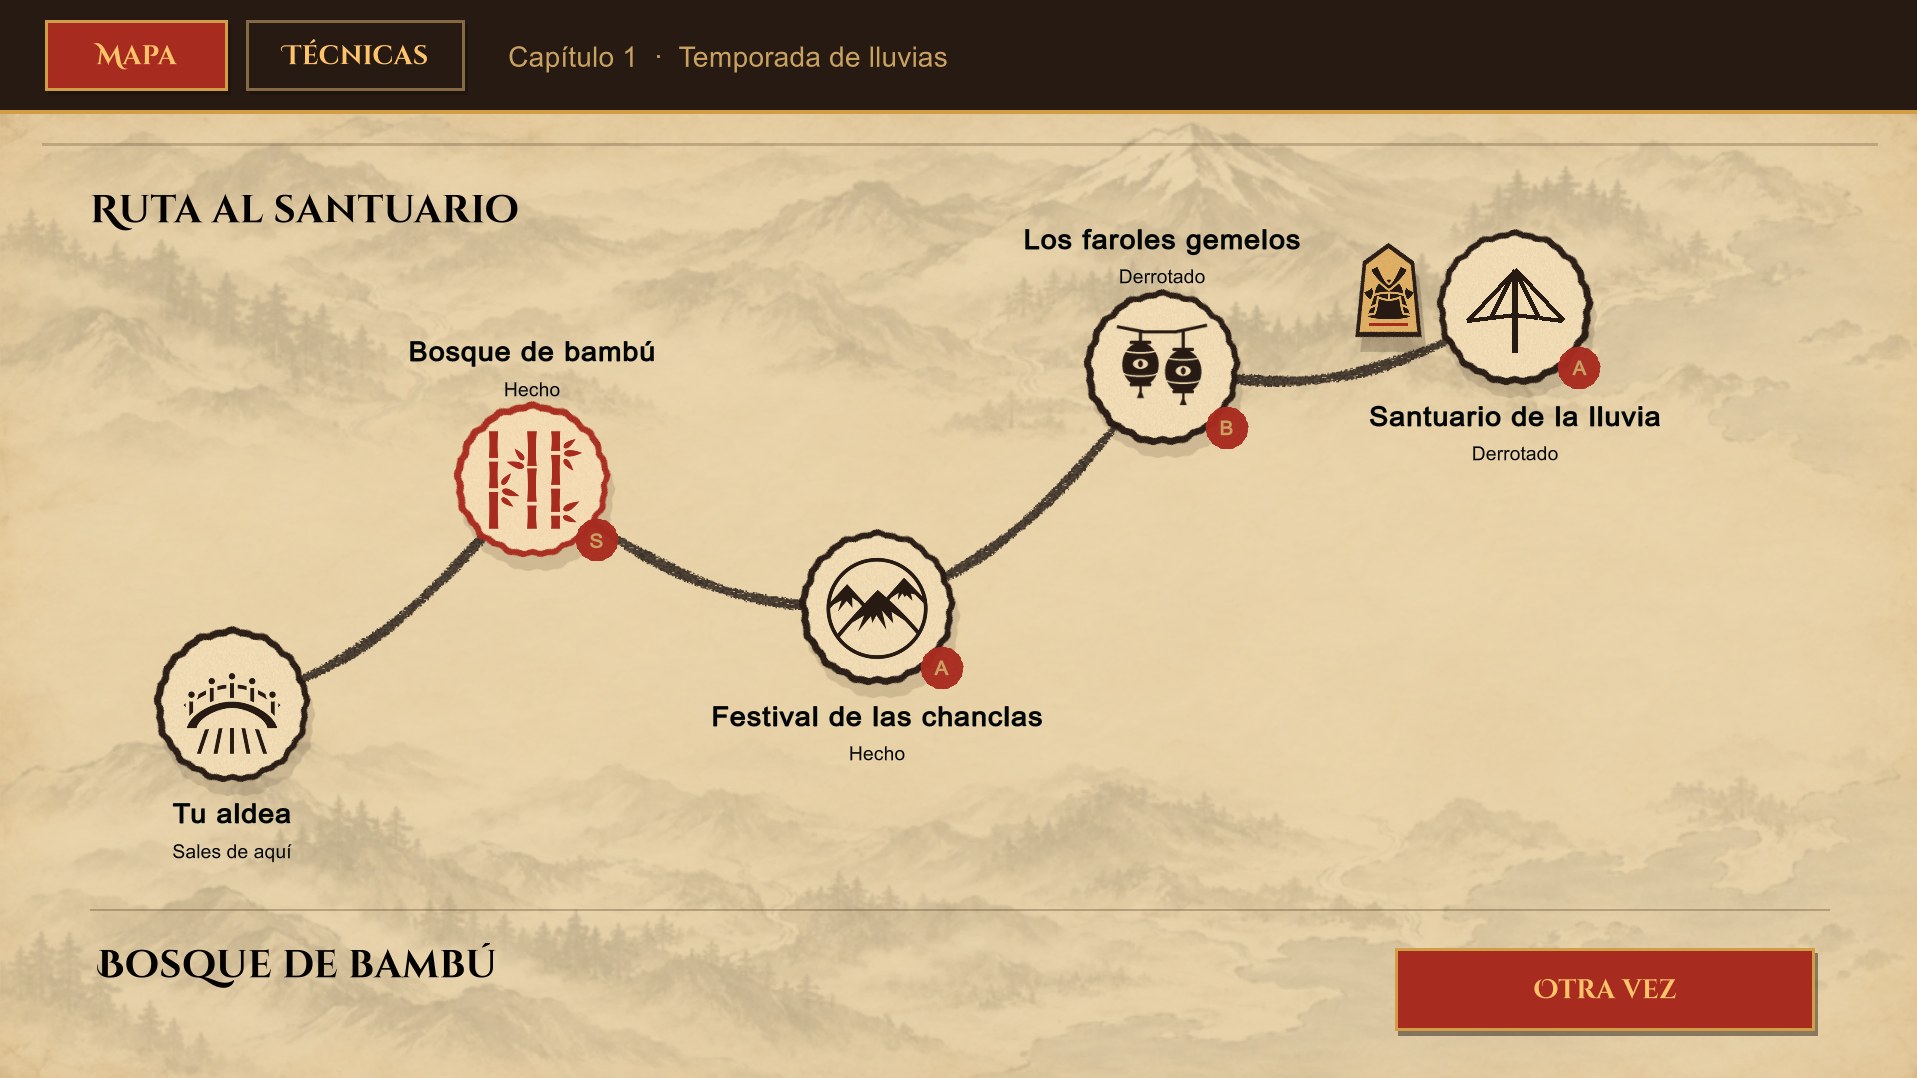 MAPA
TÉCNICAS
Capítulo 1 · Temporada de lluvias
RUTA AL SANTUARIO
Los faroles gemelos
Derrotado
B
A
Santuario de la lluvia
Derrotado
Bosque de bambú
Hecho
S
A
Festival de las chanclas
Hecho
Tu aldea
Sales de aquí
BOSQUE DE BAMBÚ
OTRA VEZ